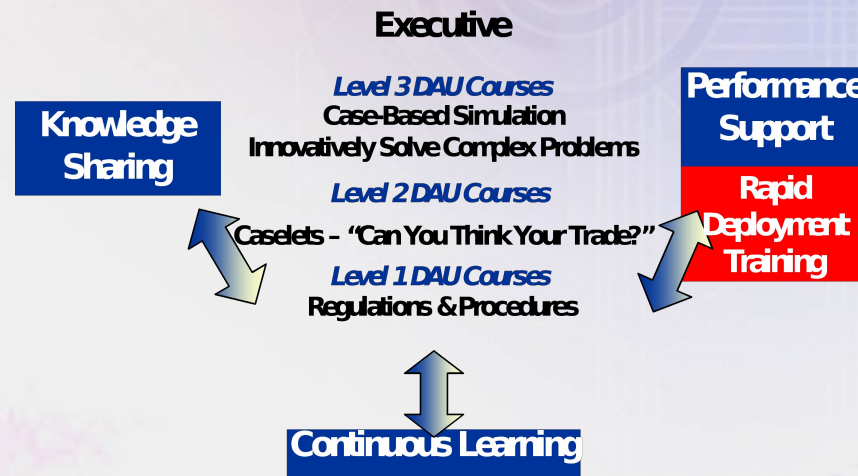 Executive
Level 3 DAU Courses
Case-Based Simulation
Innovatively Solve Complex Problems
Level 2 DAU Courses
Caselets – “Can You Think Your Trade?”
Level 1 DAU Courses
Regulations & Procedures
Knowledge
Sharing
Performance
Support
Rapid
Deployment
Training
Continuous Learning